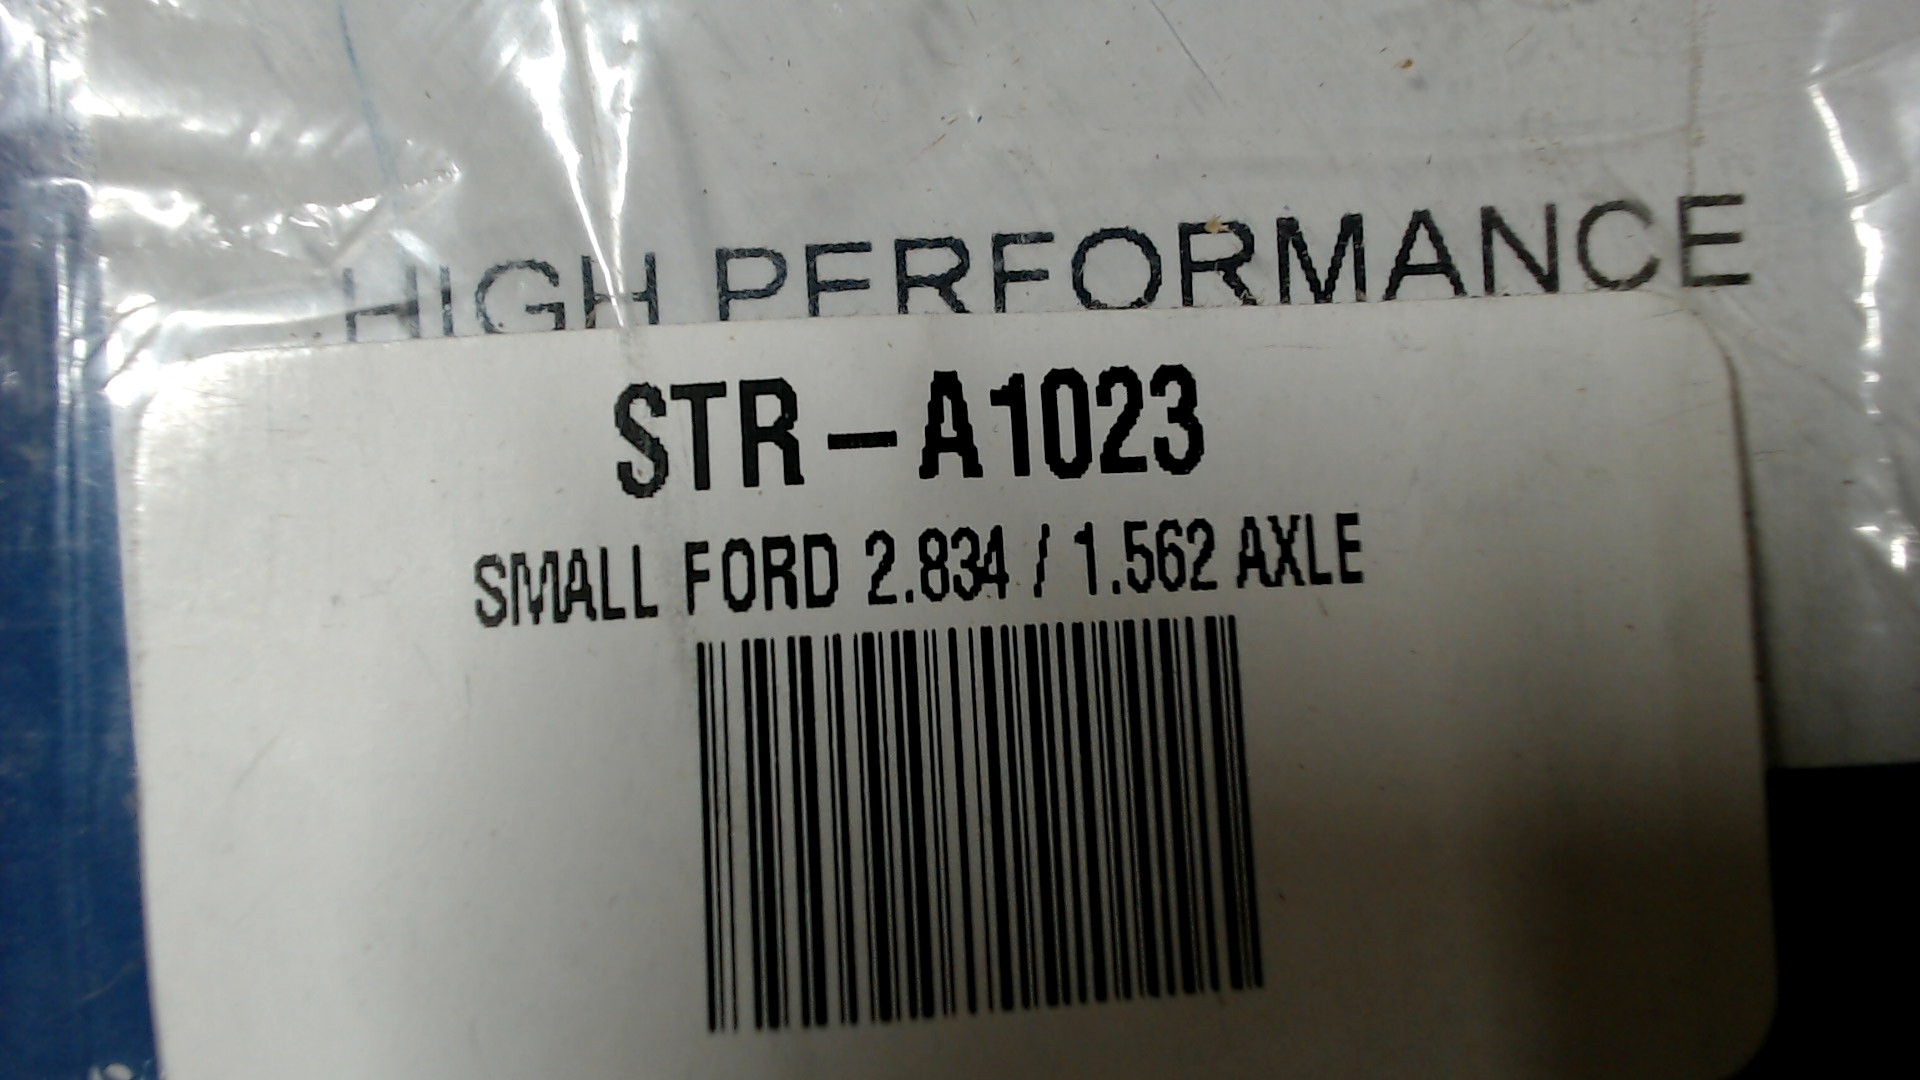 HIGH PERFORMANCE
STR-A1023
SMALL FORD 2.834 / 1.562 AXLE